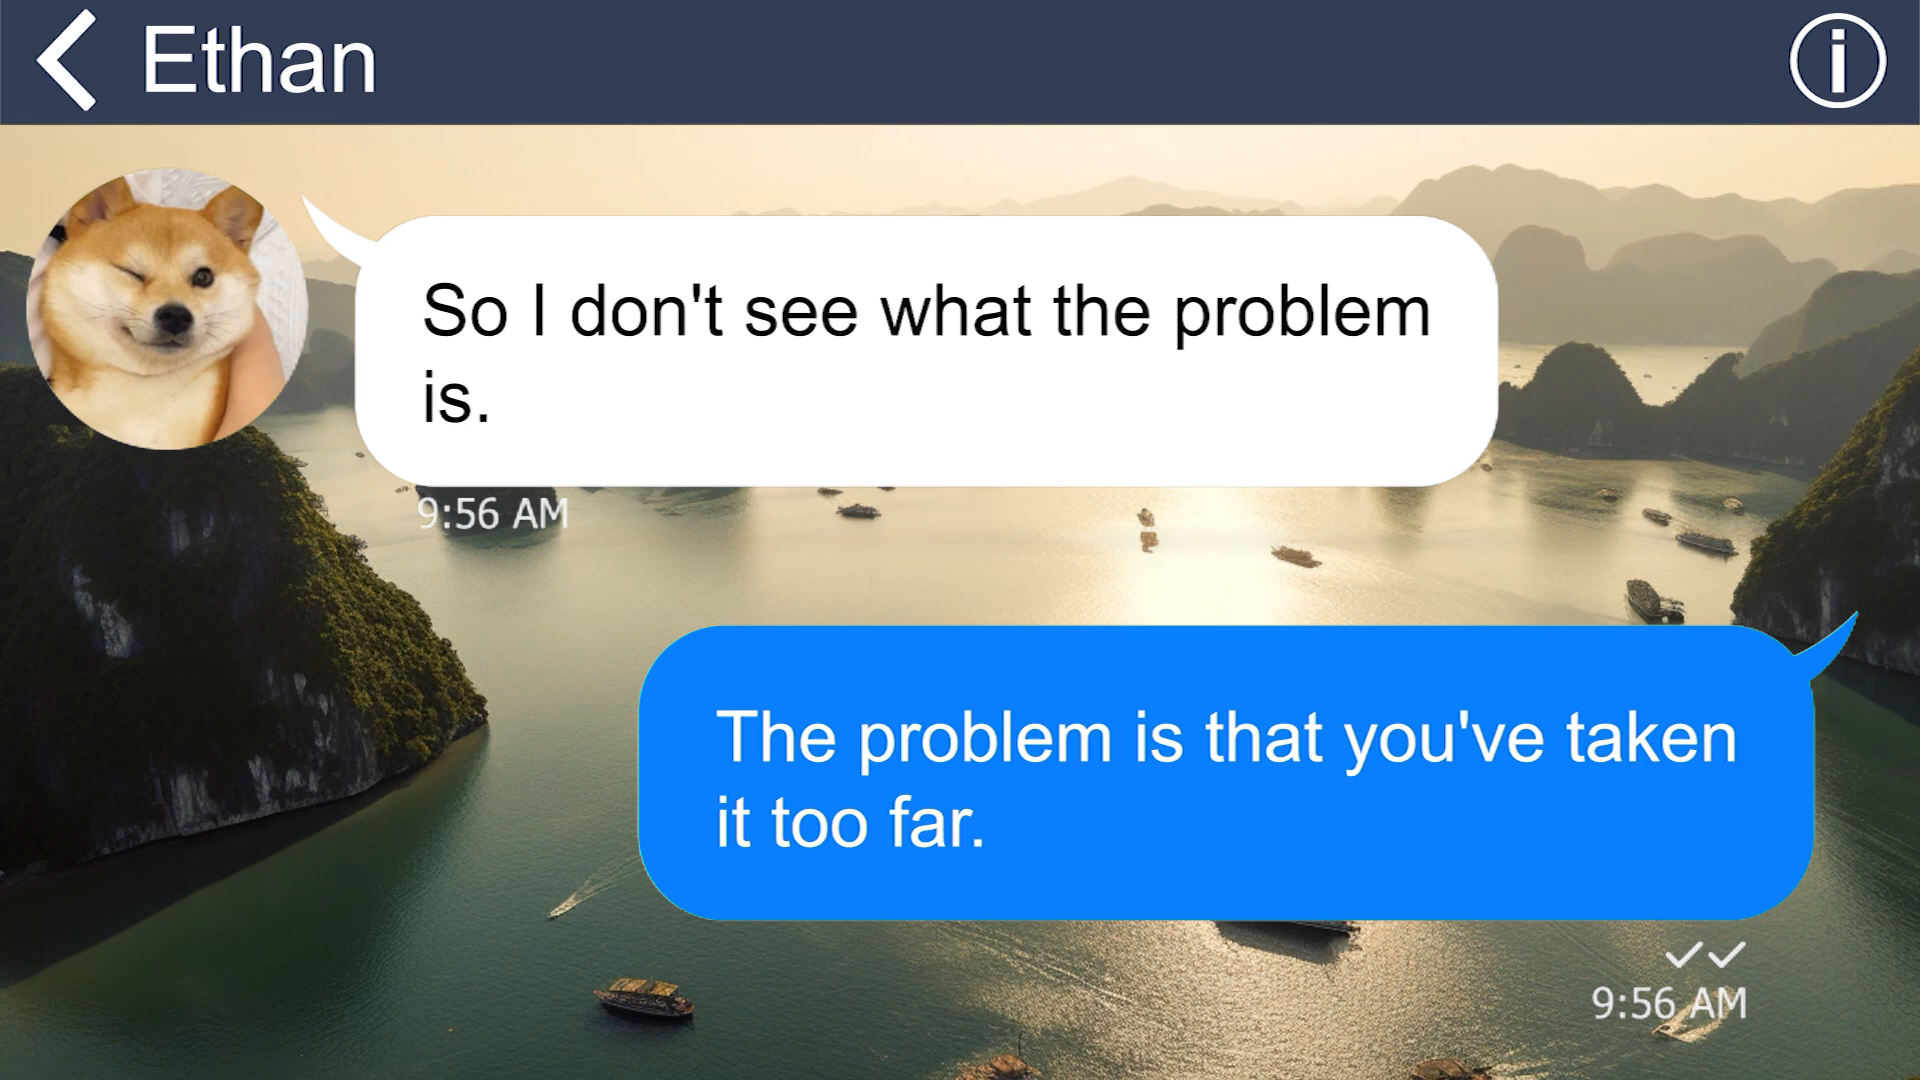 Ethan
So I don't see what the problem
is.
9:56 AM
The problem is that you've taken
it too far.
9:56 AM